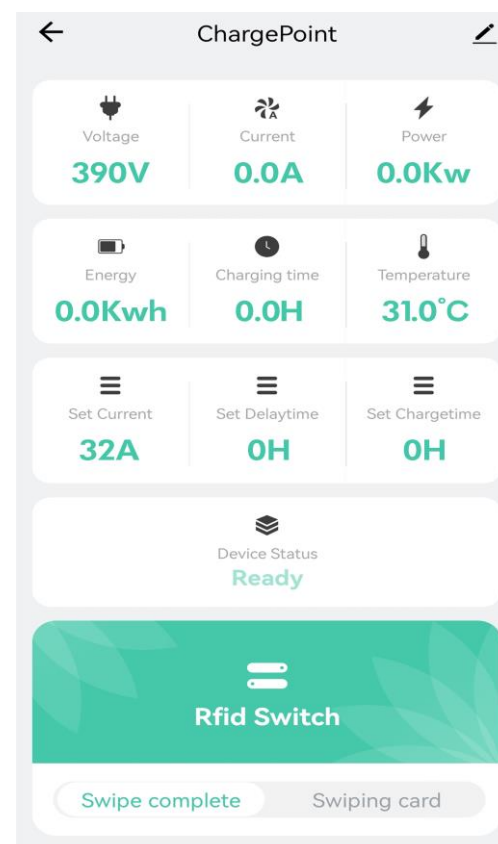 ChargePoint
Voltage Current Power
390V 0.0A 0.0Kw
Energy Charging time Temperature
0.0Kwh 0.0H 31.0°C
Set Current Set Delaytime Set Chargetime
32A 0H 0H
Device Status
Ready
Rfid Switch
Swipe complete Swiping card